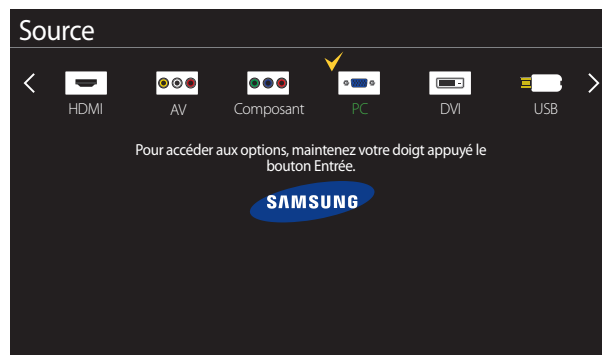 Source
HDMI AV Composant PC DVI USB
Pour accéder aux options, maintenez votre doigt appuyé le
bouton Entrée.
SAMSUNG